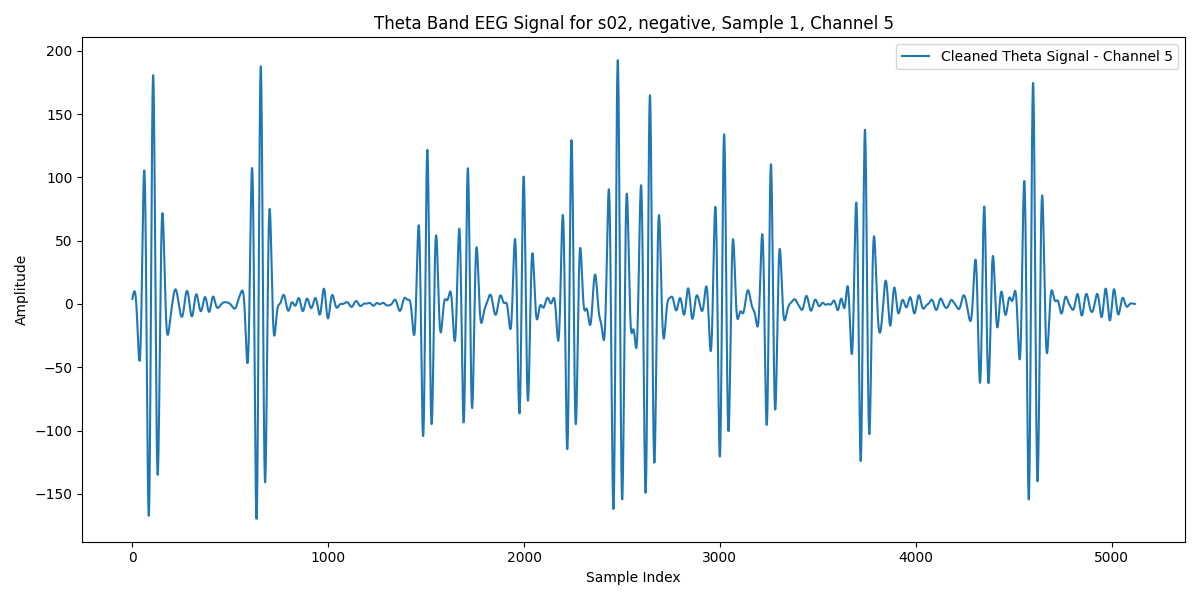 Theta Band EEG Signal for s02, negative, Sample 1, Channel 5
Cleaned Theta Signal - Channel 5
Amplitude
200
150
100
50
0
−50
−100
−150
0 1000 2000 3000 4000 5000
Sample Index